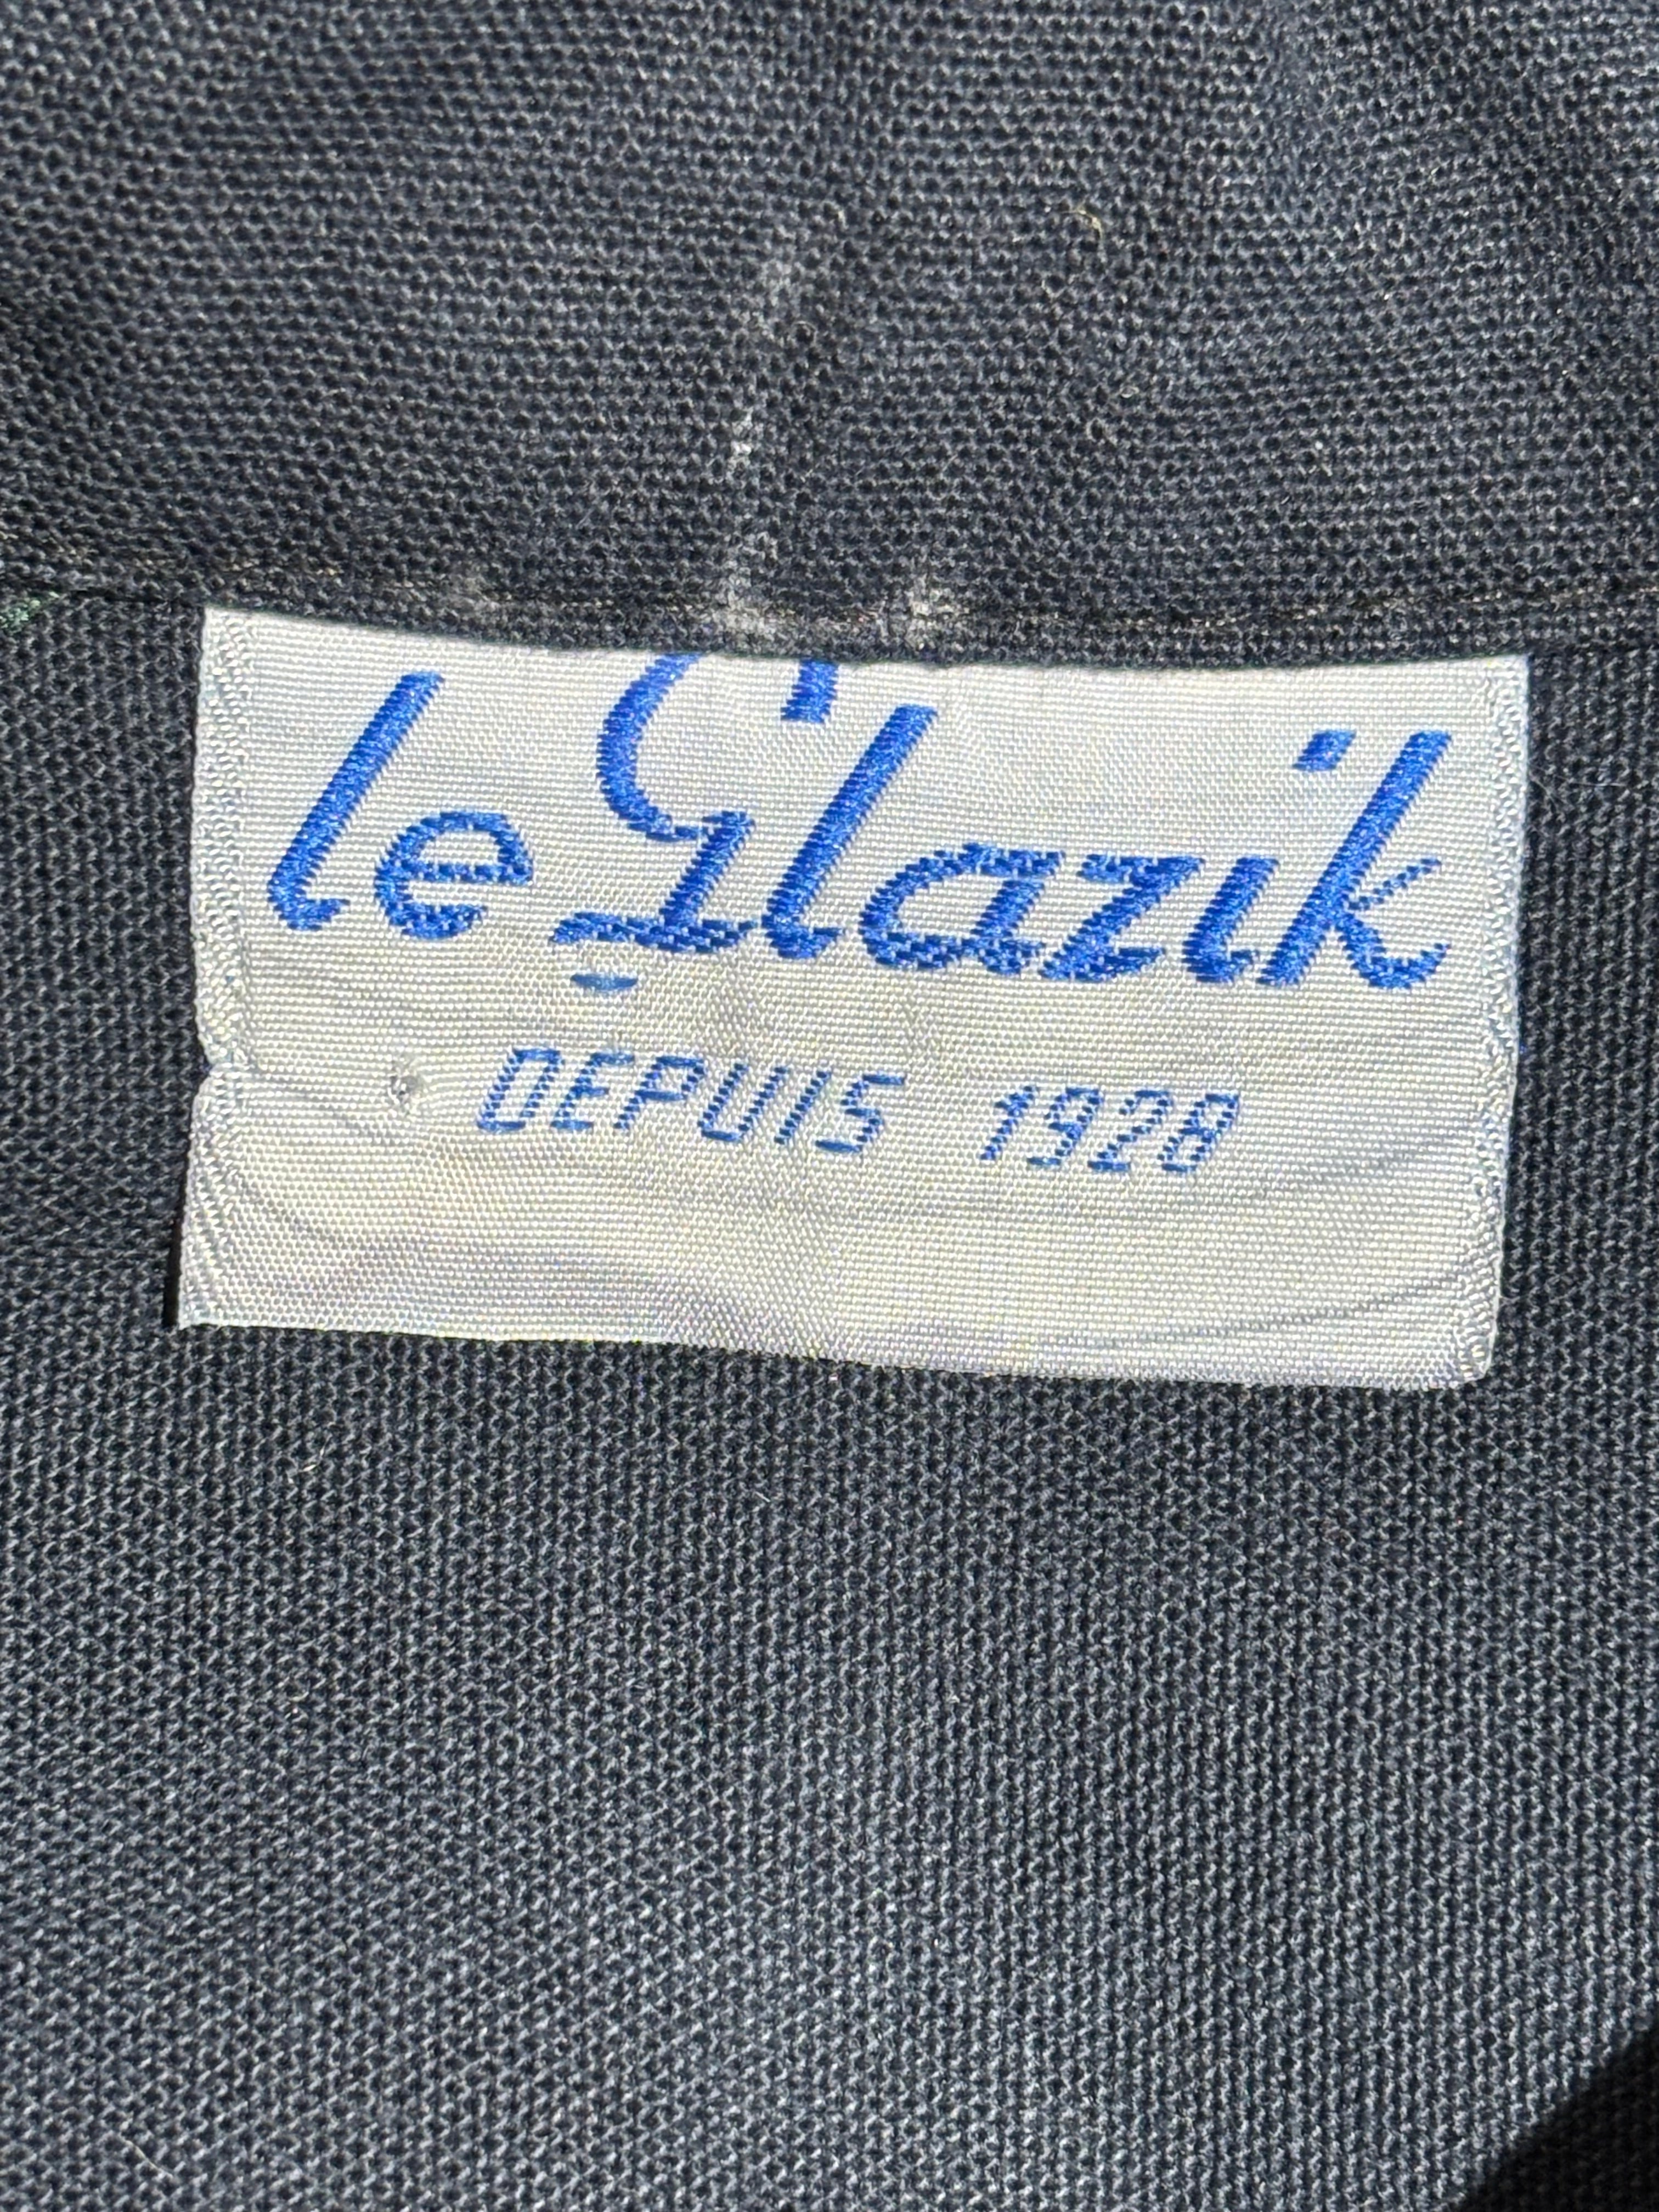 le Glazik
DEPUIS 1928